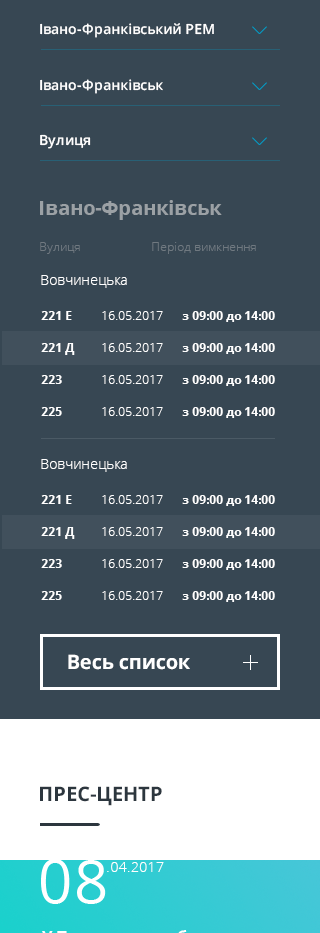 Івано-Франківський РЕМ
Івано-Франківськ
Вулиця
Івано-Франківськ
Вулиця Період вимкнення
Вовчинецька
221 Е 16.05.2017 з 09:00 до 14:00
221 Д 16.05.2017 з 09:00 до 14:00
223 16.05.2017 з 09:00 до 14:00
225 16.05.2017 з 09:00 до 14:00
Вовчинецька
221 Е 16.05.2017 з 09:00 до 14:00
221 Д 16.05.2017 з 09:00 до 14:00
223 16.05.2017 з 09:00 до 14:00
225 16.05.2017 з 09:00 до 14:00
Весь список
ПРЕС-ЦЕНТР
08.04.2017